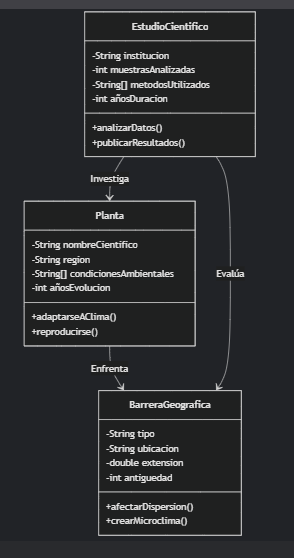 EstudioCientifico
-String institucion
-int muestrasAnalizadas
-String[] metodosUtilizados
-int añosDuracion
+analizarDatos()
+publicarResultados()
Investiga
Planta
-String nombreCientifico
-String region
-String[] condicionesAmbientales
-int añosEvolucion
+adaptarseAClima()
+reproducirse()
Evalúa
Enfrenta
BarreraGeografica
-String tipo
-String ubicacion
-double extension
-int antiguedad
+afectarDispersion()
+crearMicroclima()